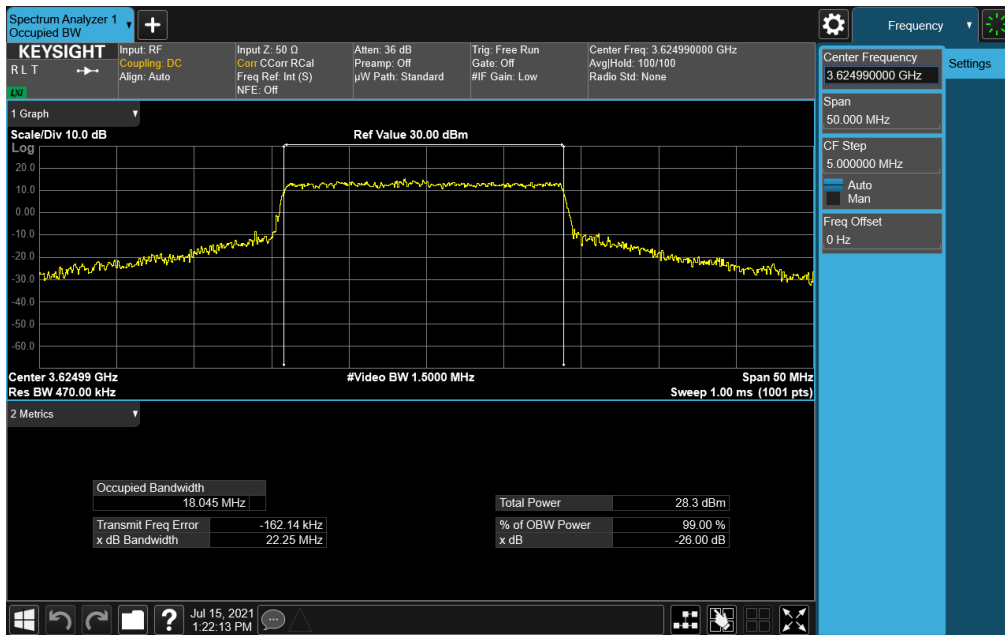 Spectrum Analyzer 1
Occupied BW
+
Frequency
KEYSIGHT
R L T
LXI
Input: RF
Coupling: DC
Align: Auto
Input Z: 50 Ω
Corr CCorr RCal
Freq Ref: Int (S)
NFE: Off
Atten: 36 dB
Preamp: Off
µW Path: Standard
Trig: Free Run
Gate: Off
#IF Gain: Low
Center Freq: 3.624990000 GHz
Avg|Hold: 100/100
Radio Std: None
Center Frequency
3.624990000 GHz
Settings
Span
50.000 MHz
CF Step
5.000000 MHz
Auto
Man
Freq Offset
0 Hz
1 Graph
Scale/Div 10.0 dB
Ref Value 30.00 dBm
Log
20.0
10.0
0.00
-10.0
-20.0
-30.0
-40.0
-50.0
-60.0
Center 3.62499 GHz
#Video BW 1.5000 MHz
Span 50 MHz
Res BW 470.00 kHz
Sweep 1.00 ms (1001 pts)
2 Metrics
Occupied Bandwidth
18.045 MHz
Total Power 28.3 dBm
Transmit Freq Error -162.14 kHz
% of OBW Power 99.00 %
x dB Bandwidth 22.25 MHz
x dB -26.00 dB
?
Jul 15, 2021
1:22:13 PM